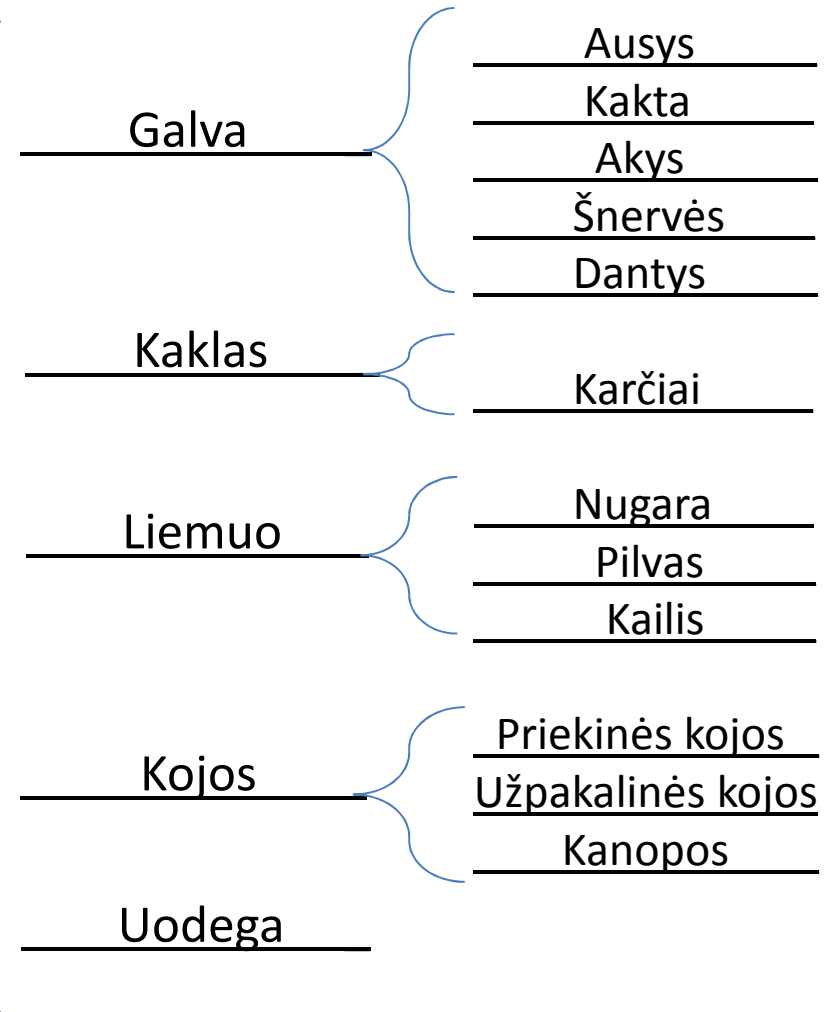 Galva
Ausys
Kakta
Akys
Šnervės
Dantys
Kaklas
Karčiai
Liemuo
Nugara
Pilvas
Kailis
Kojos
Priekinės kojos
Užpakalinės kojos
Kanopos
Uodega